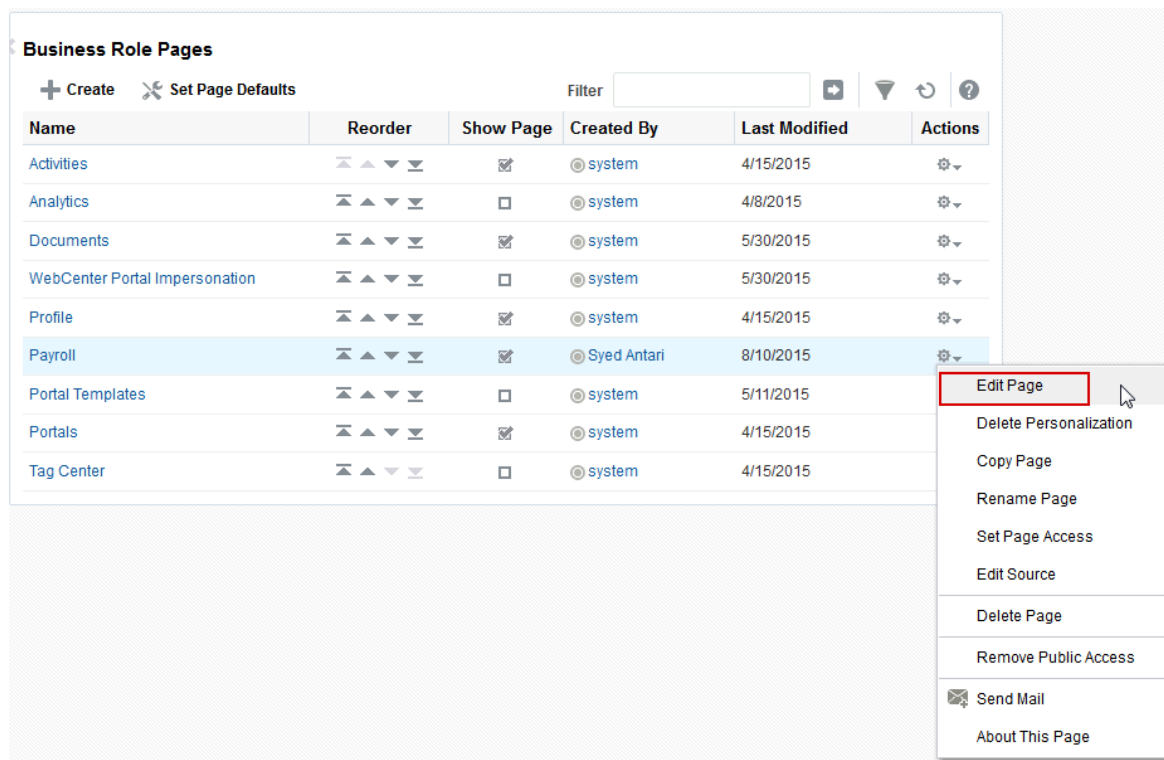 Business Role Pages
Create Set Page Defaults Filter
Name Reorder Show Page Created By Last Modified Actions
Activities system 4/15/2015
Analytics system 4/8/2015
Documents system 5/30/2015
WebCenter Portal Impersonation system 5/30/2015
Profile system 4/15/2015
Payroll Syed Antari 8/10/2015
Portal Templates system 5/11/2015
Portals system 4/15/2015
Tag Center system 4/15/2015
Edit Page
Delete Personalization
Copy Page
Rename Page
Set Page Access
Edit Source
Delete Page
Remove Public Access
Send Mail
About This Page